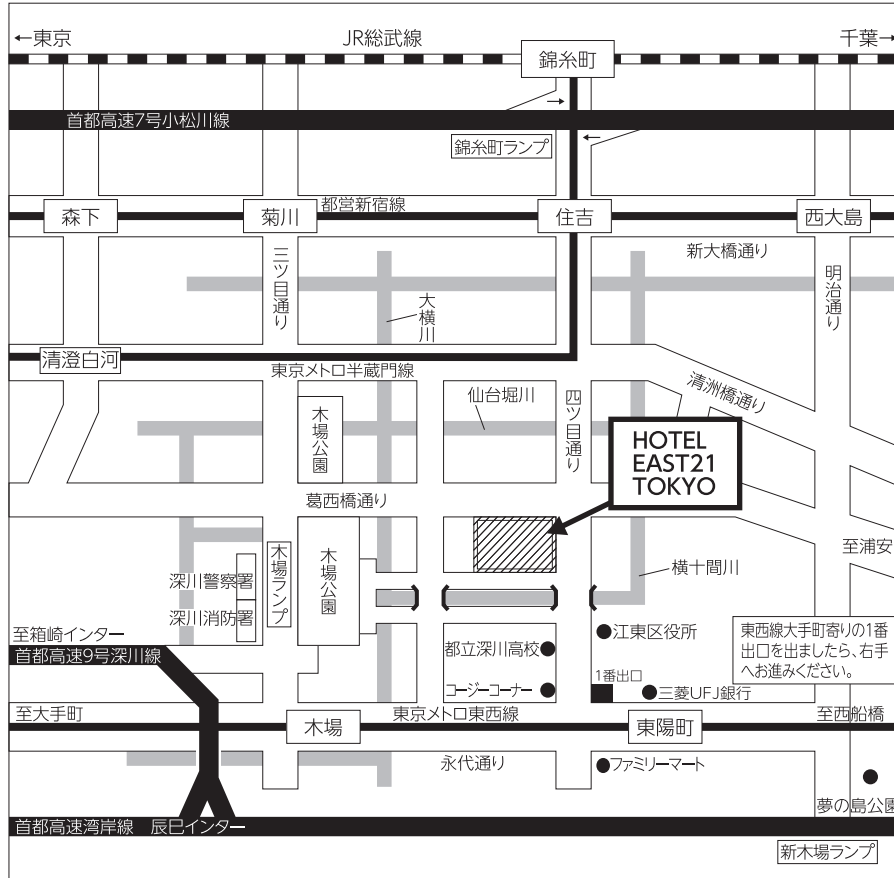 ←東京
JR総武線
千葉→
錦糸町
首都高速7号小松川線
錦糸町ランプ
都営新宿線
森下
菊川
住吉
西大島
新大橋通り
三ツ目通り
大横川
明治通り
清澄白河
東京メトロ半蔵門線
清洲橋通り
仙台堀川
四ツ目通り
木場公園
HOTEL
EAST21
TOKYO
葛西橋通り
至浦安
木場公園
木場ランプ
横十間川
深川警察署
深川消防署
至箱崎インター
首都高速9号深川線
都立深川高校
江東区役所
東西線大手町寄りの1番
出口を出ましたら、右手
へお進みください。
1番出口
コージーコーナー
三菱UFJ銀行
至大手町
東京メトロ東西線
至西船橋
木場
東陽町
永代通り
ファミリーマート
夢の島公園
首都高速湾岸線 辰巳インター
新木場ランプ